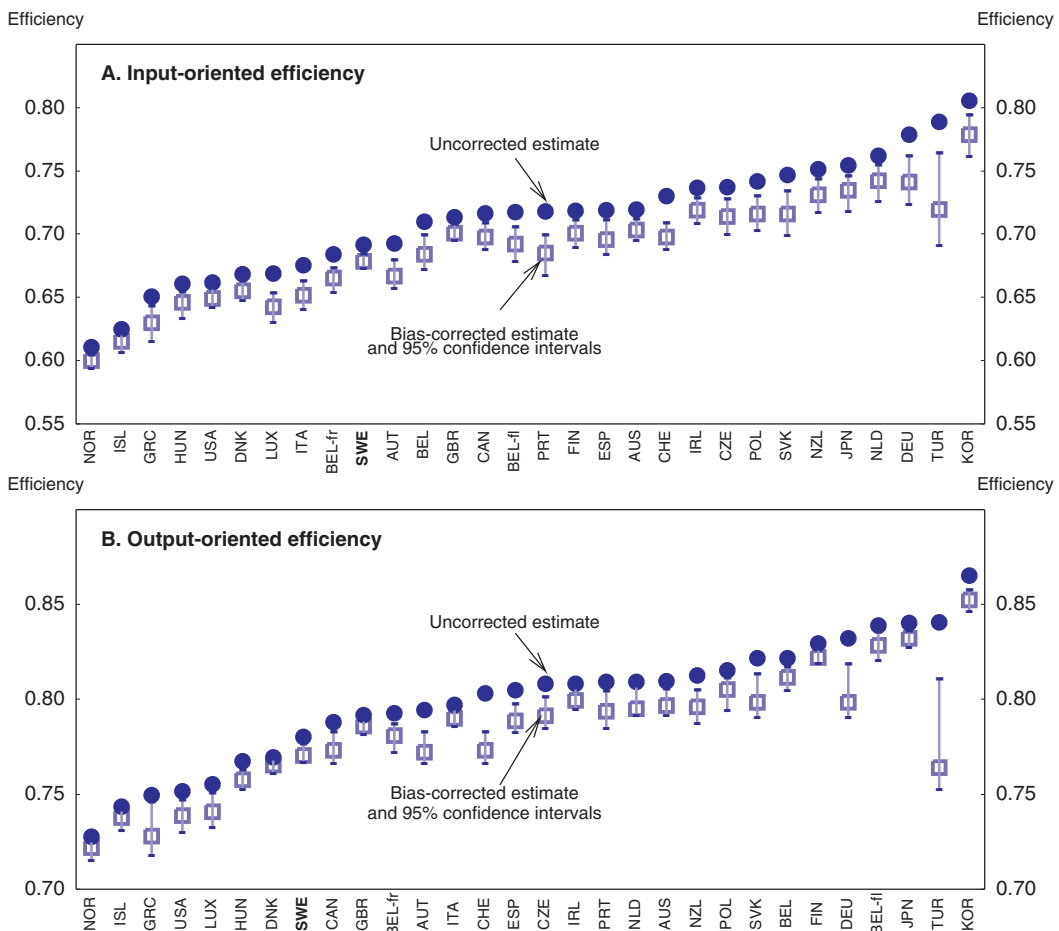 Efficiency Efficiency
A. Input-oriented efficiency
0.80 0.80
Uncorrected estimate
0.75 0.75
0.70 0.70
0.65 0.65
Bias-corrected estimate
and 95% confidence intervals
0.60 0.60
0.55 0.55
NOR ISL GRC HUN USA DNK LUX ITA BEL-fr SWE AUT BEL GBR CAN BEL-fl PRT FIN ESP AUS CHE IRL CZE POL SVK NZL JPN NLD DEU TUR KOR
Efficiency Efficiency
B. Output-oriented efficiency
0.85 0.85
Uncorrected estimate
0.80 0.80
0.75 0.75
Bias-corrected estimate
and 95% confidence intervals
0.70 0.70
NOR ISL GRC USA LUX HUN DNK SWE CAN GBR BEL-fr AUT ITA CHE ESP CZE IRL PRT NLD AUS NZL POL SVK BEL FIN DEU BEL-fl JPN TUR KOR